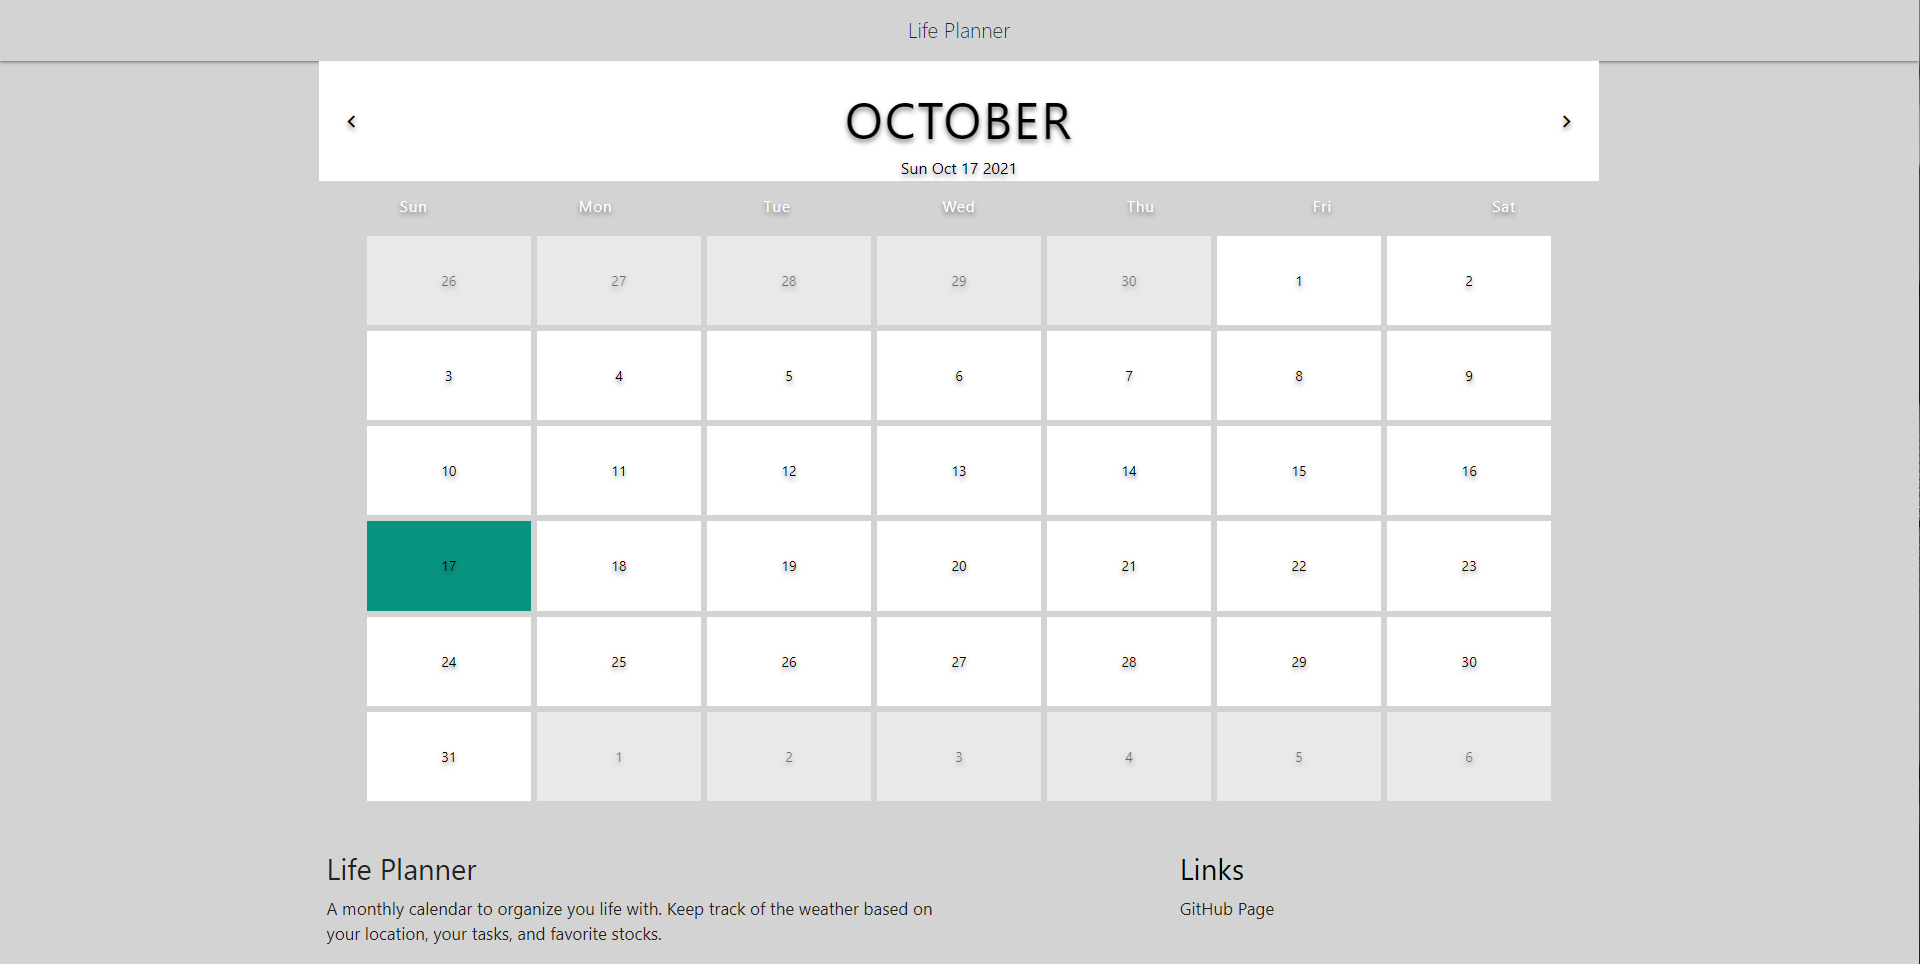 Life Planner
OCTOBER
Sun Oct 17 2021
Sun Mon Tue Wed Thu Fri Sat
26 27 28 29 30 1 2
3 4 5 6 7 8 9
10 11 12 13 14 15 16
17 18 19 20 21 22 23
24 25 26 27 28 29 30
31 1 2 3 4 5 6
Life Planner
A monthly calendar to organize you life with. Keep track of the weather based on
your location, your tasks, and favorite stocks.
Links
GitHub Page